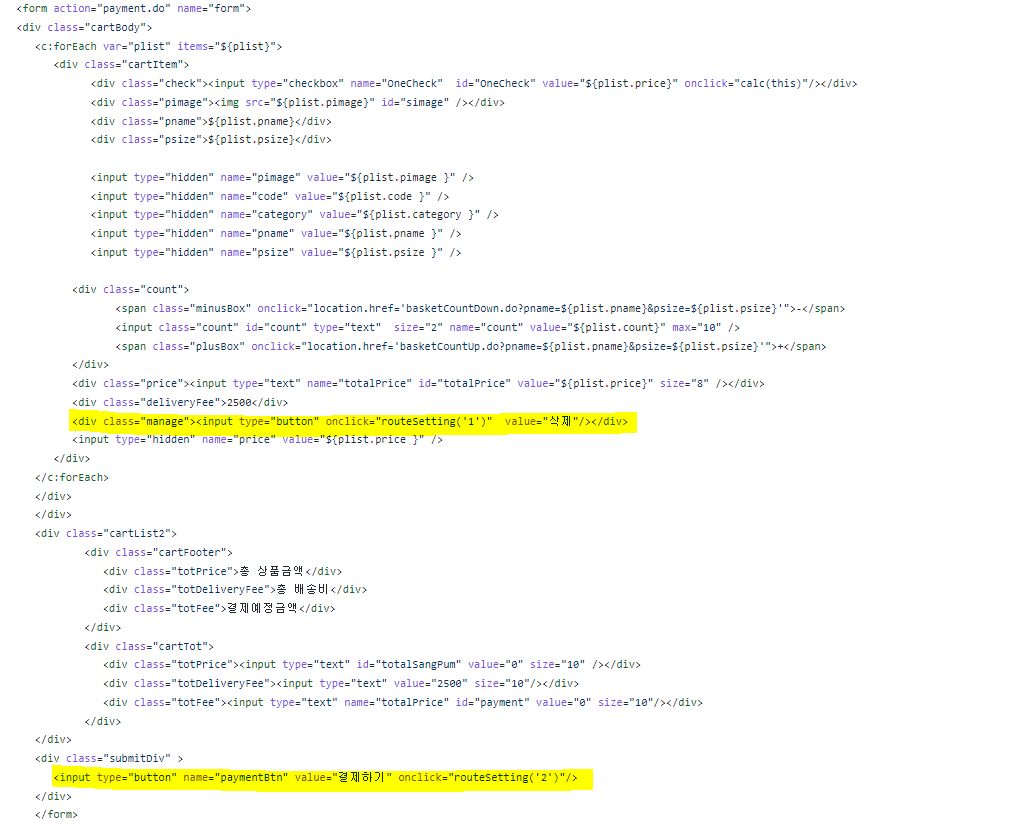 <form action="payment.do" name="form">
<div class="cartBody">
<c:forEach var="plist" items="${plist}">
<div class="cartItem">
<div class="check"><input type="checkbox" name="OneCheck"  id="OneCheck" value="${plist.price}" onclick="calc(this)"/></div>
<div class="pimage"><img src="${plist.pimage}" id="simage" /></div>
<div class="pname">${plist.pname}</div>
<div class="psize">${plist.psize}</div>
<input type="hidden" name="pimage" value="${plist.pimage }" />
<input type="hidden" name="code" value="${plist.code }" />
<input type="hidden" name="category" value="${plist.category }" />
<input type="hidden" name="pname" value="${plist.pname }" />
<input type="hidden" name="psize" value="${plist.psize }" />
<div class="count">
<span class="minusBox" onclick="location.href='basketCountDown.do?pname=${plist.pname}&psize=${plist.psize}'">-</span>
<input class="count" id="count" type="text"  size="2" name="count" value="${plist.count}" max="10" />
<span class="plusBox" onclick="location.href='basketCountUp.do?pname=${plist.pname}&psize=${plist.psize}'">+</span>
</div>
<div class="price"><input type="text" name="totalPrice" id="totalPrice" value="${plist.price}" size="8" /></div>
<div class="deliveryFee">2500</div>
<div class="manage"><input type="button" onclick="routeSetting('1')"  value="삭제"/></div>
<input type="hidden" name="price" value="${plist.price }" />
</div>
</c:forEach>
</div>
</div>
<div class="cartList2">
<div class="cartFooter">
<div class="totPrice">총 상품금액</div>
<div class="totDeliveryFee">총 배송비</div>
<div class="totFee">결제예정금액</div>
</div>
<div class="cartTot">
<div class="totPrice"><input type="text" id="totalSangPum" value="0" size="10" /></div>
<div class="totDeliveryFee"><input type="text" value="2500" size="10"/></div>
<div class="totFee"><input type="text" name="totalPrice" id="payment" value="0" size="10"/></div>
</div>
</div>
<div class="submitDiv" >
<input type="button" name="paymentBtn" value="결제하기" onclick="routeSetting('2')"/>
</div>
</form>